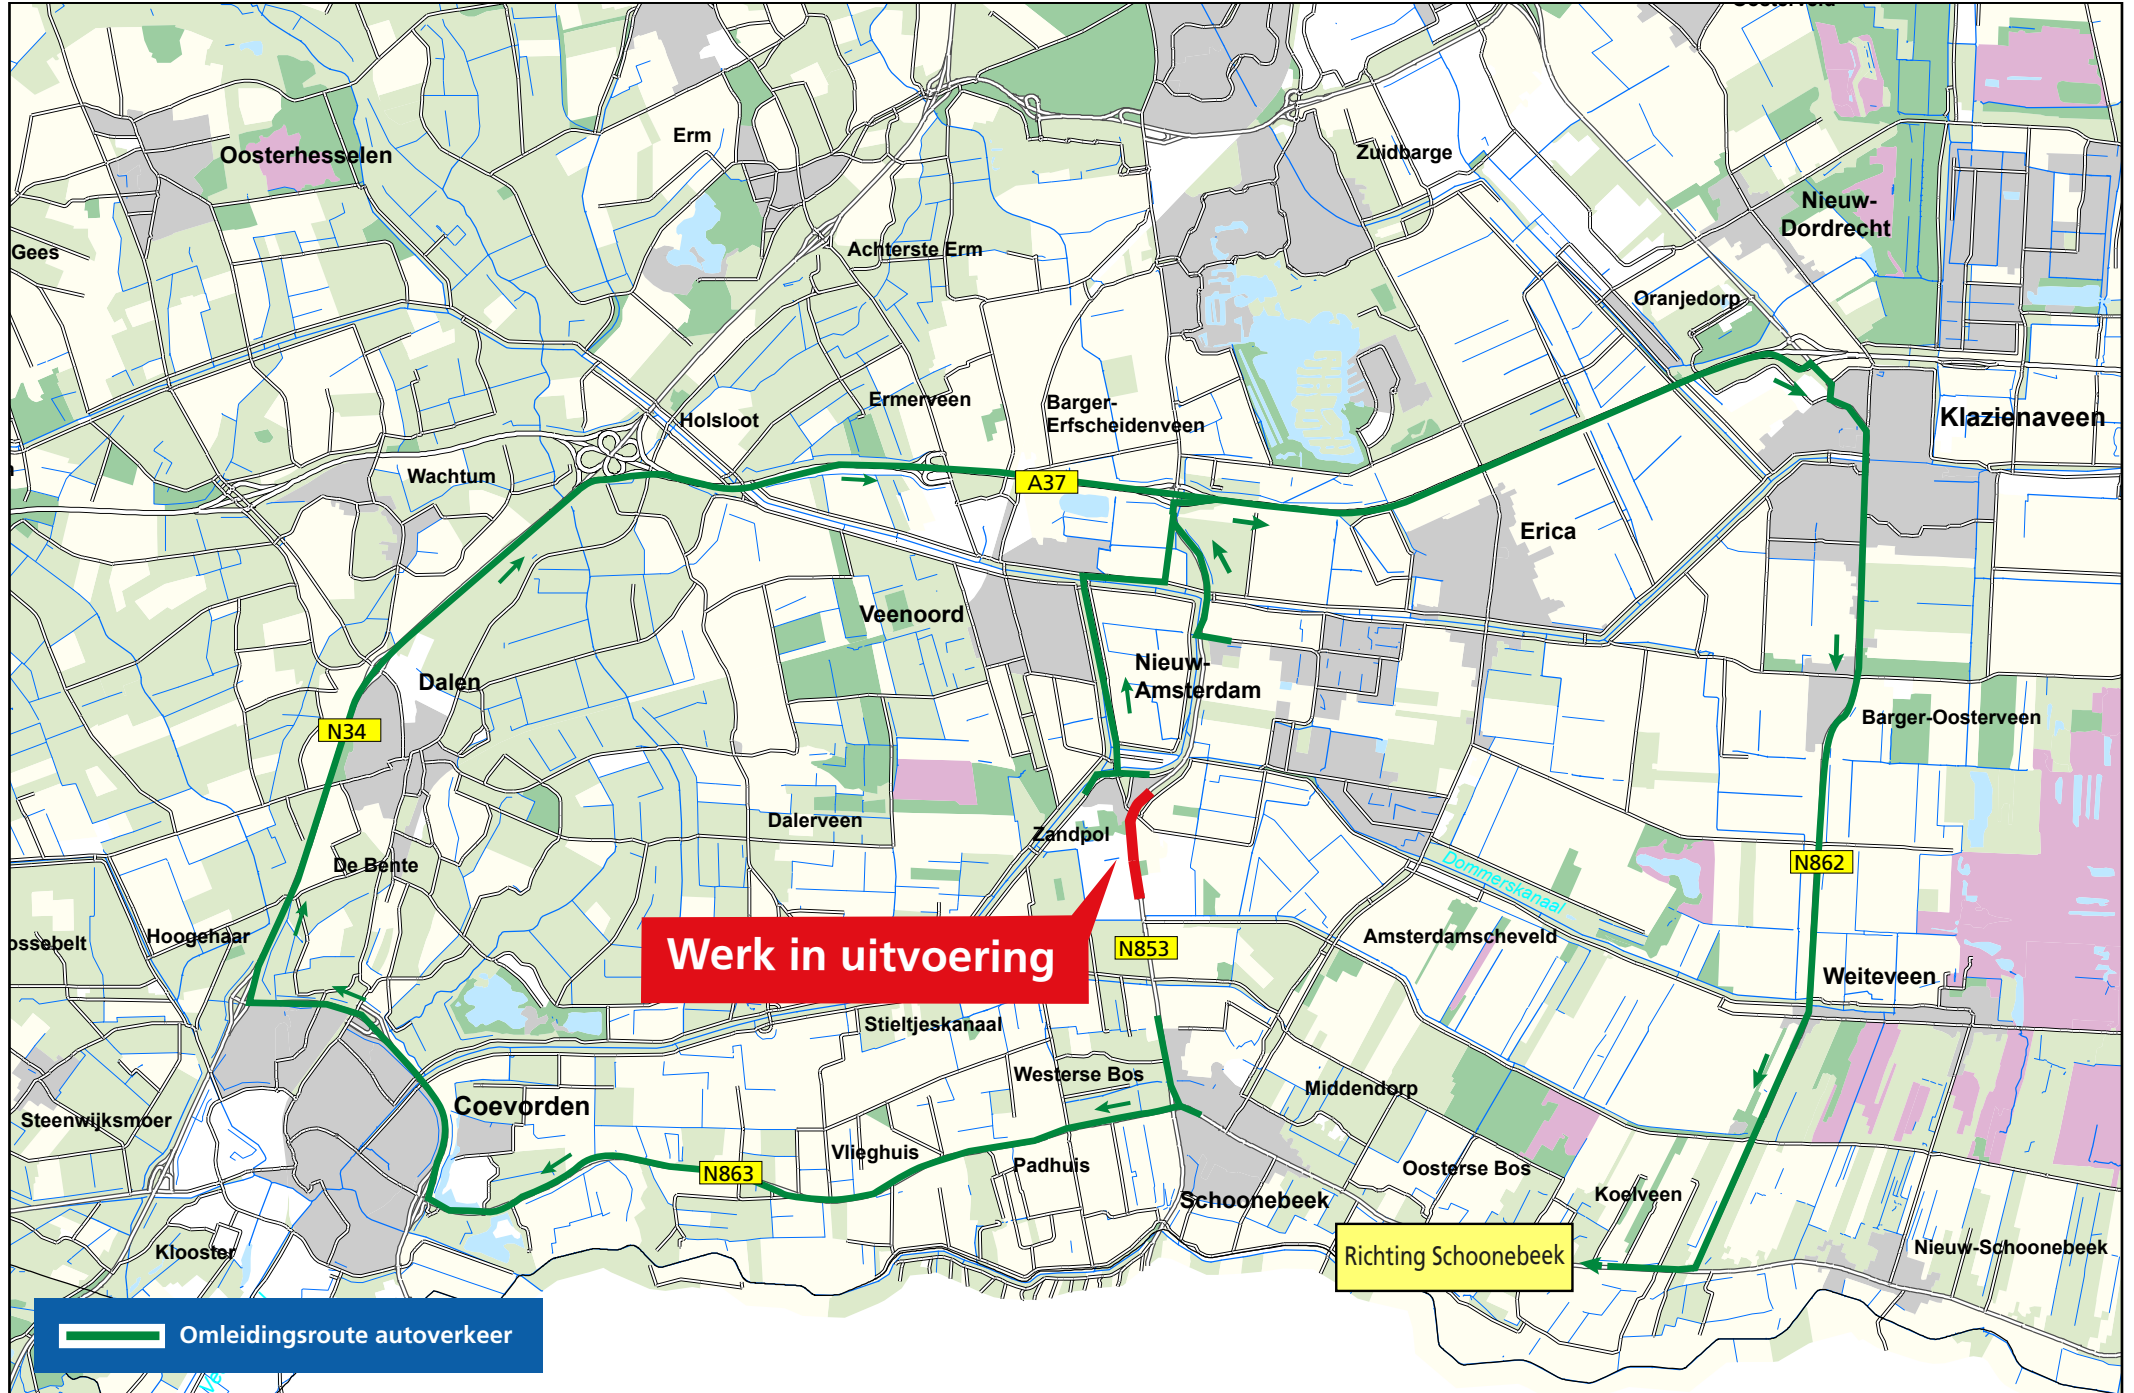 Oosterhesselen
Erm
Zuidbarge
Nieuw-
Dordrecht
Gees
Achterste Erm
Oranjedorp
Holsloot
Ermerveen
Barger-
Erfscheidenveen
Klazienaveen
Wachtum
A37
Erica
Veenoord
Dalen
Nieuw-
Amsterdam
N34
Barger-Oosterveen
Dalerveen
Zandpol
De Bente
Dommerskanaal
N862
ossebelt
Hoogehaar
Werk in uitvoering
N853
Amsterdamscheveld
Weiteveen
Stieltjeskanaal
Westerse Bos
Middendorp
Coevorden
Steenwijksmoer
Vlieghuis
Padhuis
N863
Oosterse Bos
Koelveen
Schoonebeek
Klooster
Richting Schoonebeek
Nieuw-Schoonebeek
Omleidingsroute autoverkeer